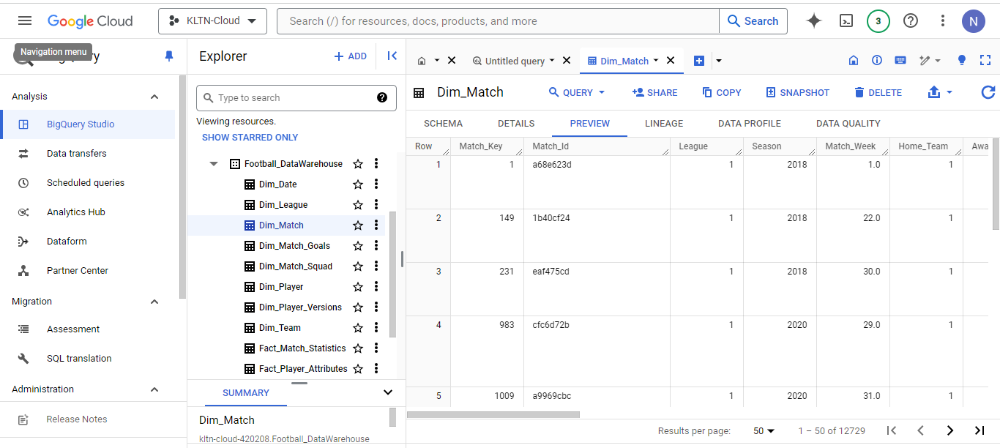 Google Cloud
KLTN-Cloud
Search (/) for resources, docs, products, and more
Search
3
N
Navigation menu
Analysis
BigQuery Studio
Data transfers
Scheduled queries
Analytics Hub
Dataform
Partner Center
Migration
Assessment
SQL translation
Administration
Release Notes
Explorer
ADD
Type to search
Viewing resources.
SHOW STARRED ONLY
Football_DataWarehouse
Dim_Date
Dim_League
Dim_Match
Dim_Match_Goals
Dim_Match_Squad
Dim_Player
Dim_Player_Versions
Dim_Team
Fact_Match_Statistics
Fact_Player_Attributes
SUMMARY
Dim_Match
kltn-cloud-420208.Football_DataWarehouse
Untitled query
Dim_Match
Dim_Match
QUERY
SHARE
COPY
SNAPSHOT
DELETE
SCHEMA DETAILS PREVIEW LINEAGE DATA PROFILE DATA QUALITY
Row Match_Key Match_Id League Season Match_Week Home_Team Awa
1 1 a68e623d 1 2018 1.0 1
2 149 1b40cf24 1 2018 22.0 1
3 231 eaf475cd 1 2018 30.0 1
4 983 cfc6d72b 1 2020 29.0 1
5 1009 a9969cbc 1 2020 31.0 1
Results per page: 50 1 – 50 of 12729